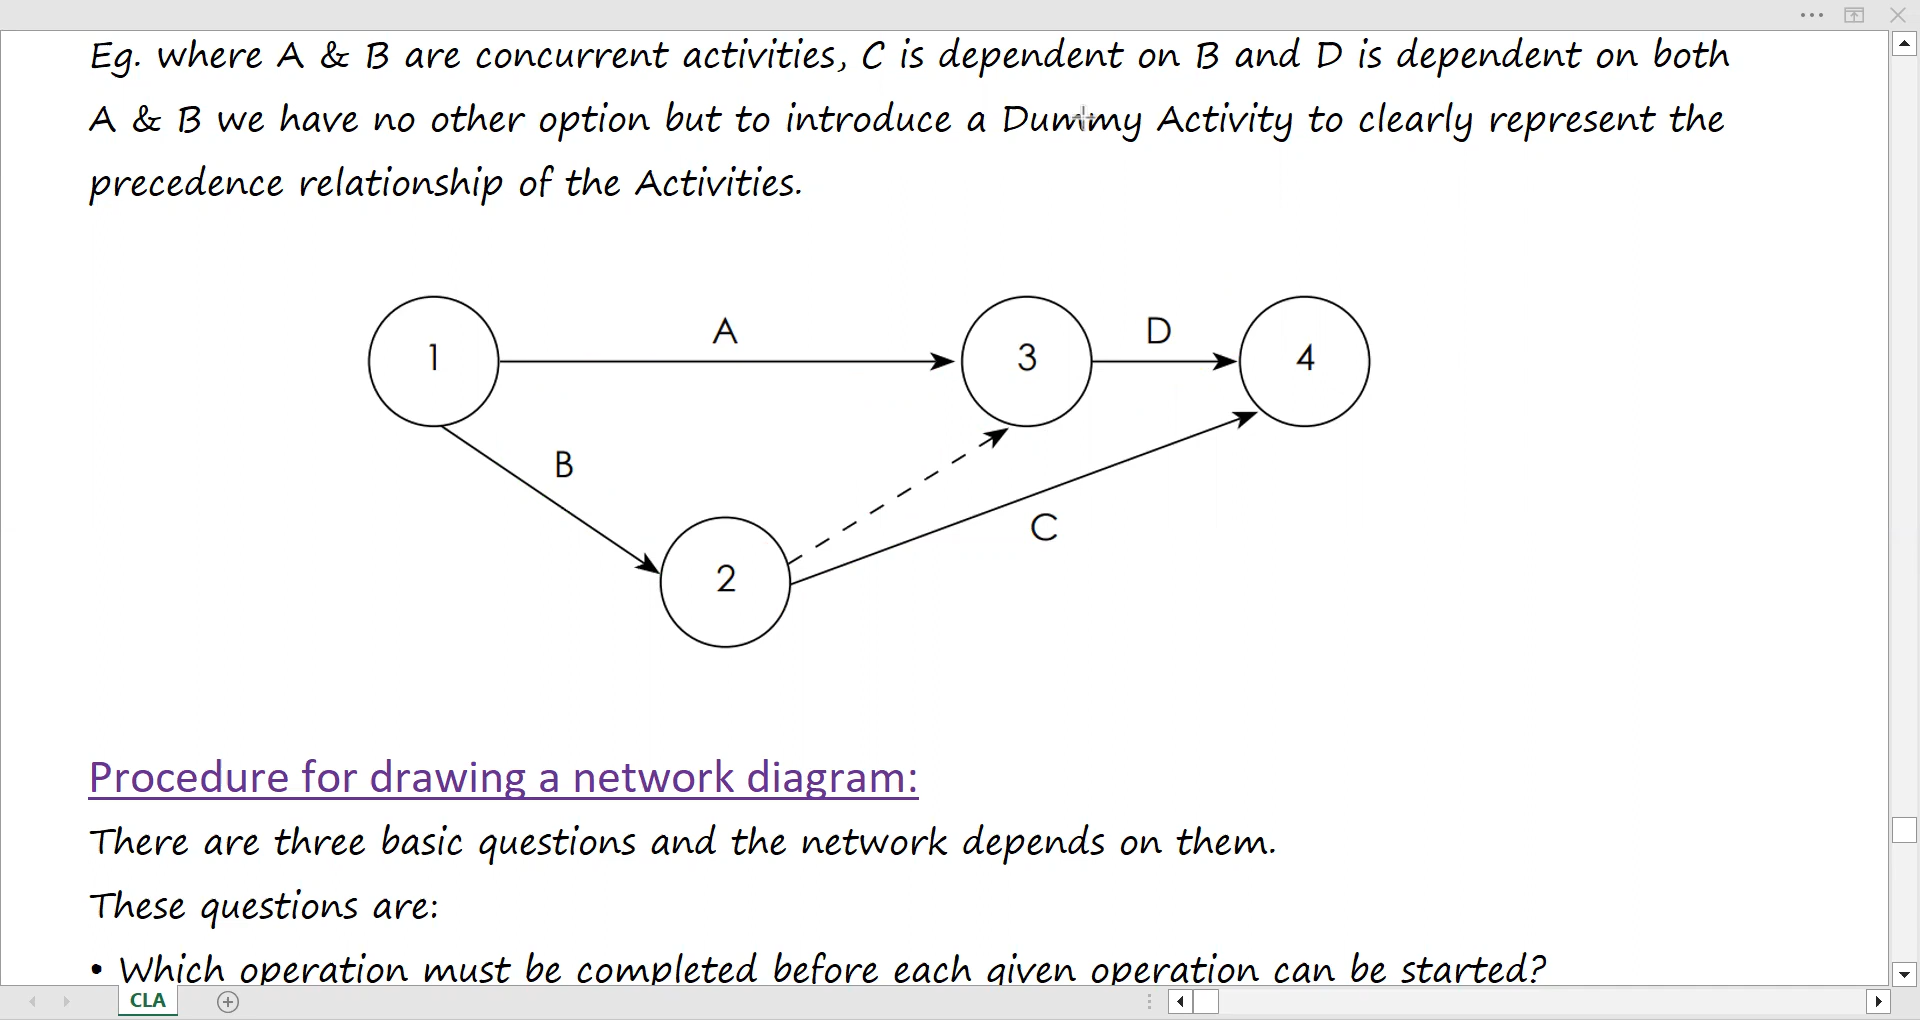 Eg. where A & B are concurrent activities, C is dependent on B and D is dependent on both
A & B we have no other option but to introduce a Dummy Activity to clearly represent the
precedence relationship of the Activities.
A
D
1
3
4
B
C
2
Procedure for drawing a network diagram:
There are three basic questions and the network depends on them.
These questions are:
• Which operation must be completed before each given operation can be started?
CLA